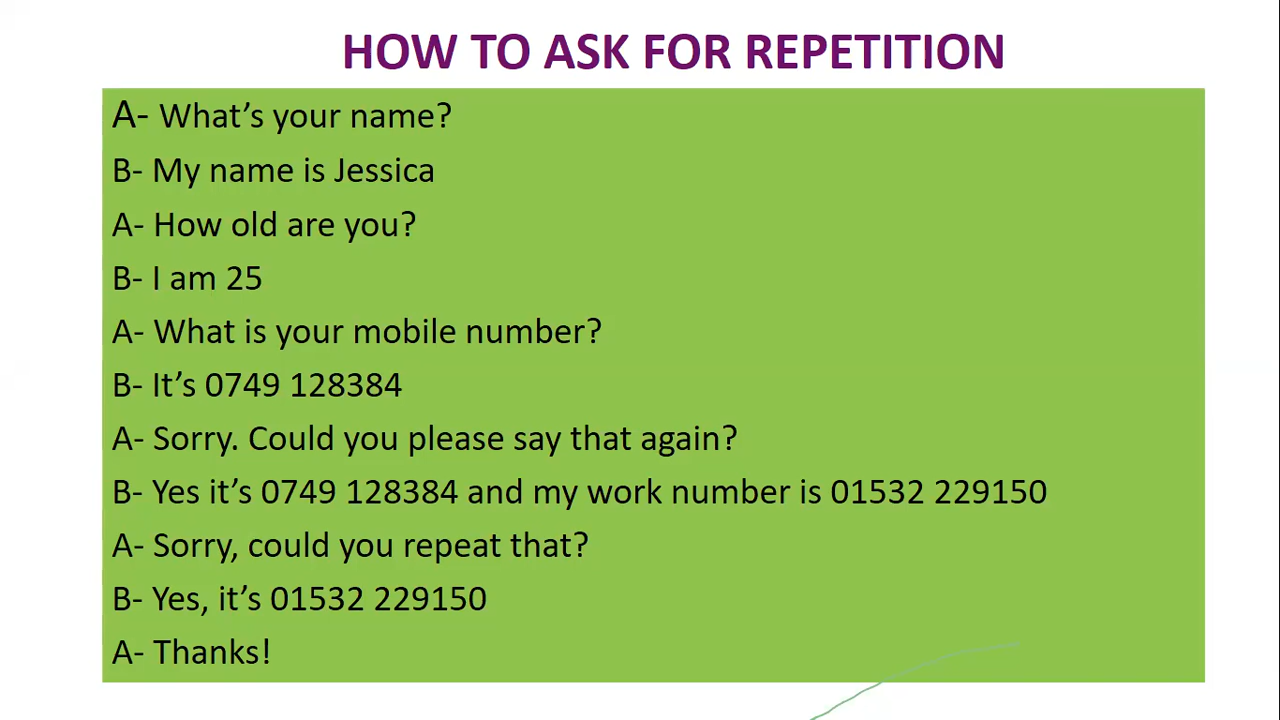 HOW TO ASK FOR REPETITION
A- What's your name?
B- My name is Jessica
A- How old are you?
B- I am 25
A- What is your mobile number?
B- It’s 0749 128384
A- Sorry. Could you please say that again?
B- Yes it’s 0749 128384 and my work number is 01532 229150
A- Sorry, could you repeat that?
B- Yes, it’s 01532 229150
A- Thanks!